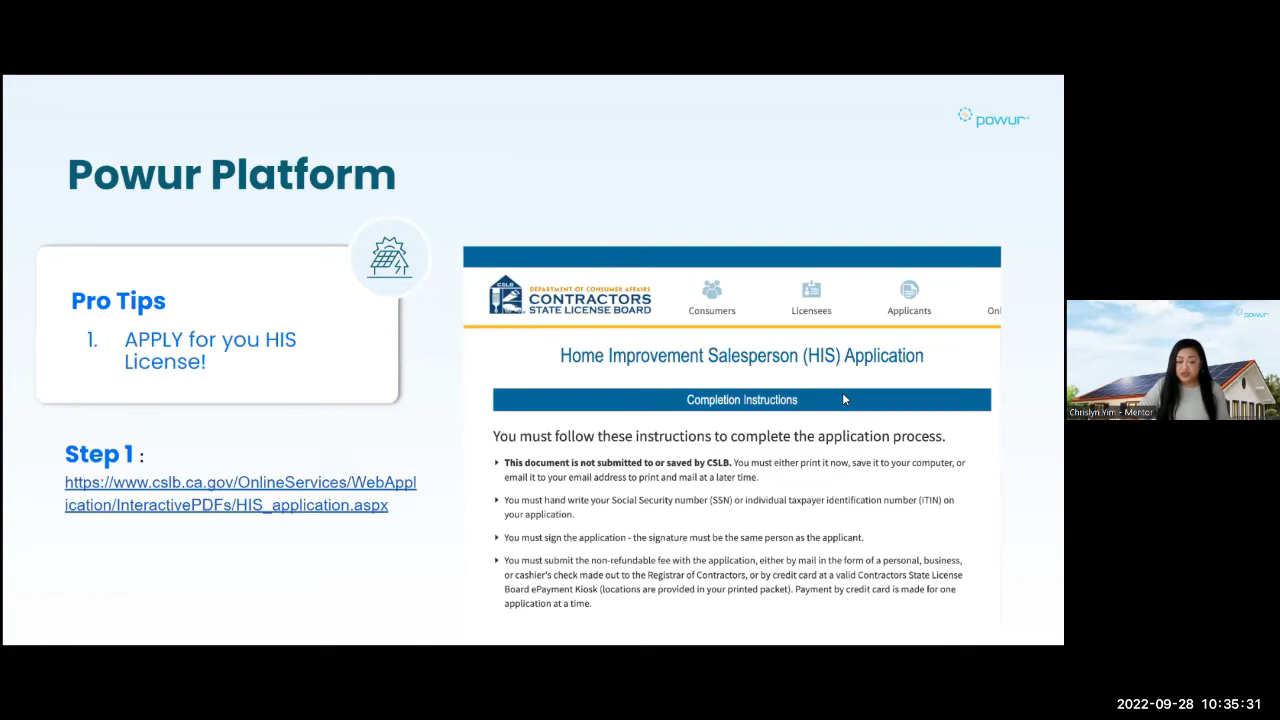 powur
Powur Platform
Pro Tips
1. APPLY for you HIS
License!
Step 1 :
https://www.cslb.ca.gov/OnlineServices/WebAppl
ication/InteractivePDFs/HIS_application.aspx
CSLB
DEPARTMENT OF CONSUMER AFFAIRS
CONTRACTORS
STATE LICENSE BOARD
Consumers
Licensees
Applicants
Onl
Home Improvement Salesperson (HIS) Application
Completion Instructions
You must follow these instructions to complete the application process.
This document is not submitted to or saved by CSLB. You must either print it now, save it to your computer, or
email it to your email address to print and mail at a later time.
You must hand write your Social Security number (SSN) or individual taxpayer identification number (ITIN) on
your application.
You must sign the application - the signature must be the same person as the applicant.
You must submit the non-refundable fee with the application, either by mail in the form of a personal, business,
or cashier's check made out to the Registrar of Contractors, or by credit card at a valid Contractors State License
Board ePayment Kiosk (locations are provided in your printed packet). Payment by credit card is made for one
application at a time.
powur
Chrislyn Yim - Mentor
2022-09-28 10:35:31